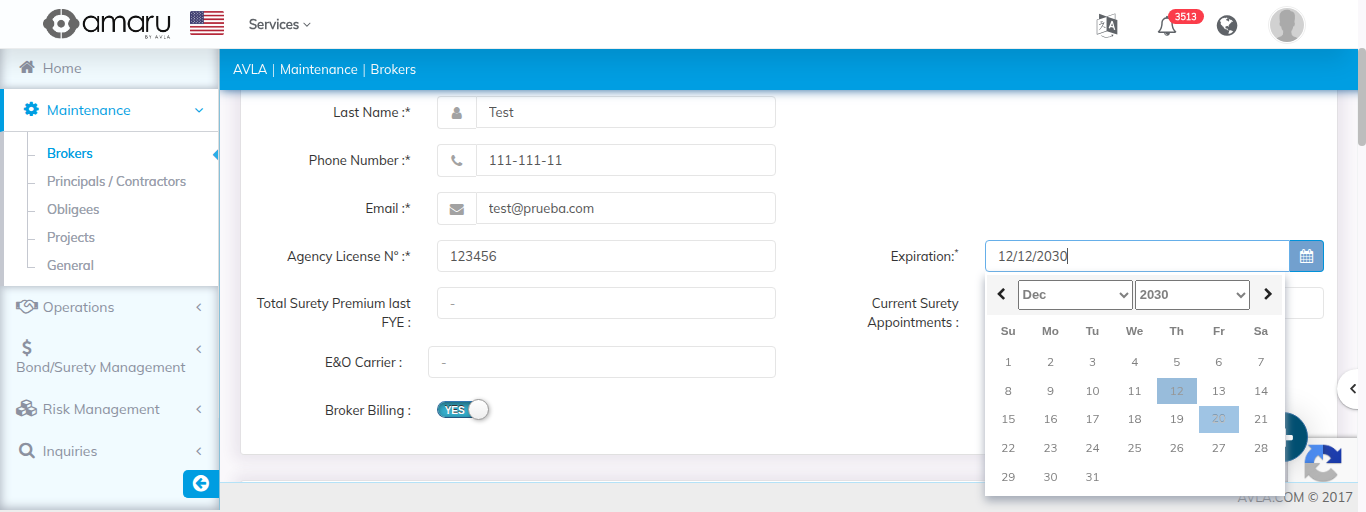 amaru
BY AVLA
Services
3513
Home
AVLA | Maintenance | Brokers
Maintenance
Brokers
Principals / Contractors
Obligees
Projects
General
Operations
Bond/Surety Management
Risk Management
Inquiries
Last Name :* Test
Phone Number :* 111-111-11
Email :* test@prueba.com
Agency License N° :* 123456
Expiration:* 12/12/2030
Total Surety Premium last
FYE : -
Current Surety
Appointments :
E&O Carrier : -
Broker Billing : YES
Dec 2030
Su Mo Tu We Th Fr Sa
1 2 3 4 5 6 7
8 9 10 11 12 13 14
15 16 17 18 19 20 21
22 23 24 25 26 27 28
29 30 31
AVLA.COM © 2017